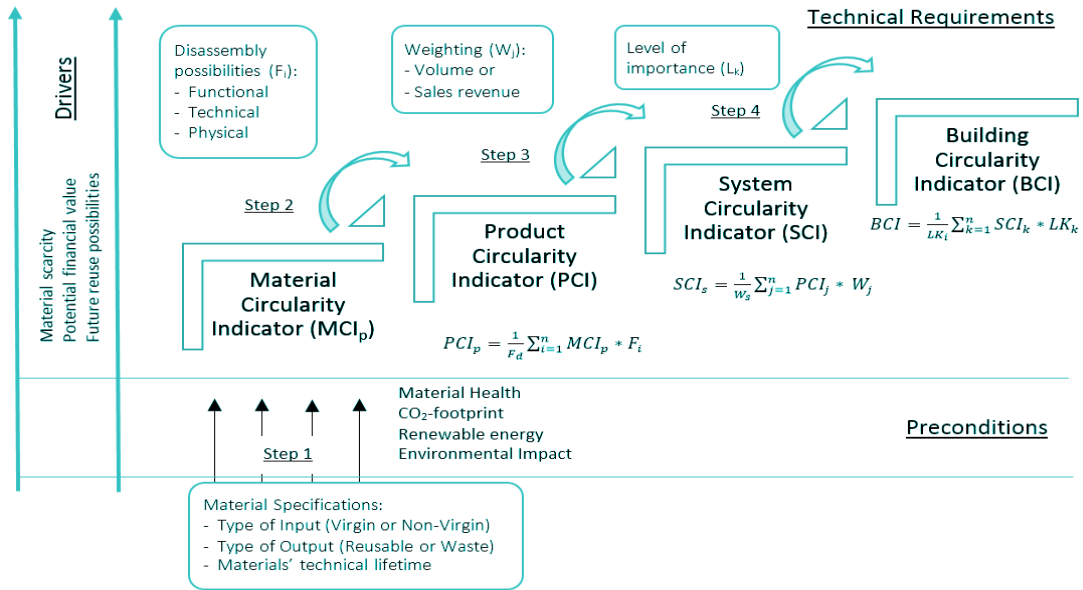 Technical Requirements
Drivers
Material scarcity
Potential financial value
Future reuse possibilities
Disassembly
possibilities (Fᵢ):
- Functional
- Technical
- Physical
Weighting (Wⱼ):
- Volume or
- Sales revenue
Level of
importance (Lₖ)
Step 2
Step 3
Step 4
Material
Circularity
Indicator (MCIₚ)
Product
Circularity
Indicator (PCI)
System
Circularity
Indicator (SCI)
Building
Circularity
Indicator (BCI)
PCIₚ = 1/F_d ∑ⁿᵢ₌₁ MCIₚ * Fᵢ
SCIₛ = 1/Wₛ ∑ⁿⱼ₌₁ PCIⱼ * Wⱼ
BCI = 1/LKᵢ ∑ⁿₖ₌₁ SCIₖ * LKₖ
Material Health
CO₂-footprint
Renewable energy
Environmental Impact
Preconditions
Step 1
Material Specifications:
- Type of Input (Virgin or Non-Virgin)
- Type of Output (Reusable or Waste)
- Materials' technical lifetime